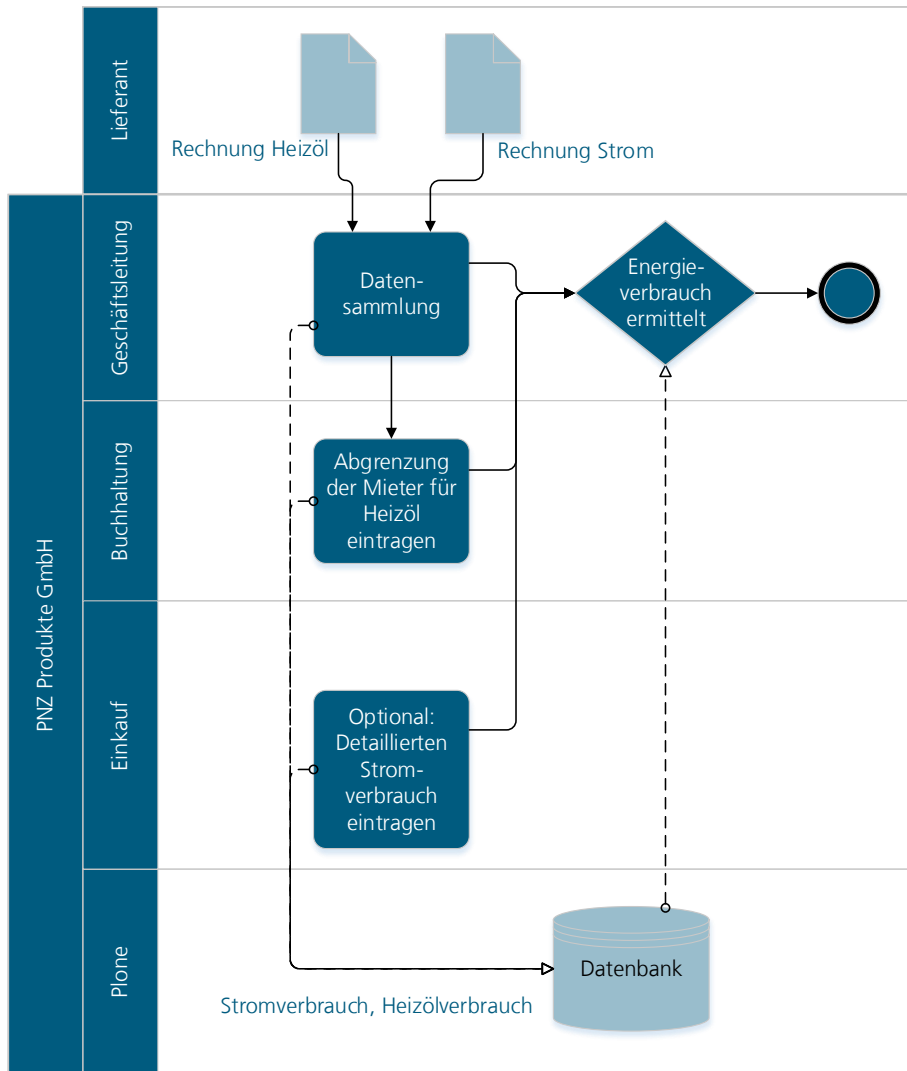 Lieferant
Rechnung Heizöl
Rechnung Strom
PNZ Produkte GmbH
Geschäftsleitung
Daten-
sammlung
Energie-
verbrauch
ermittelt
Buchhaltung
Abgrenzung
der Mieter für
Heizöl
eintragen
Einkauf
Optional:
Detaillierten
Strom-
verbrauch
eintragen
Plone
Datenbank
Stromverbrauch, Heizölverbrauch